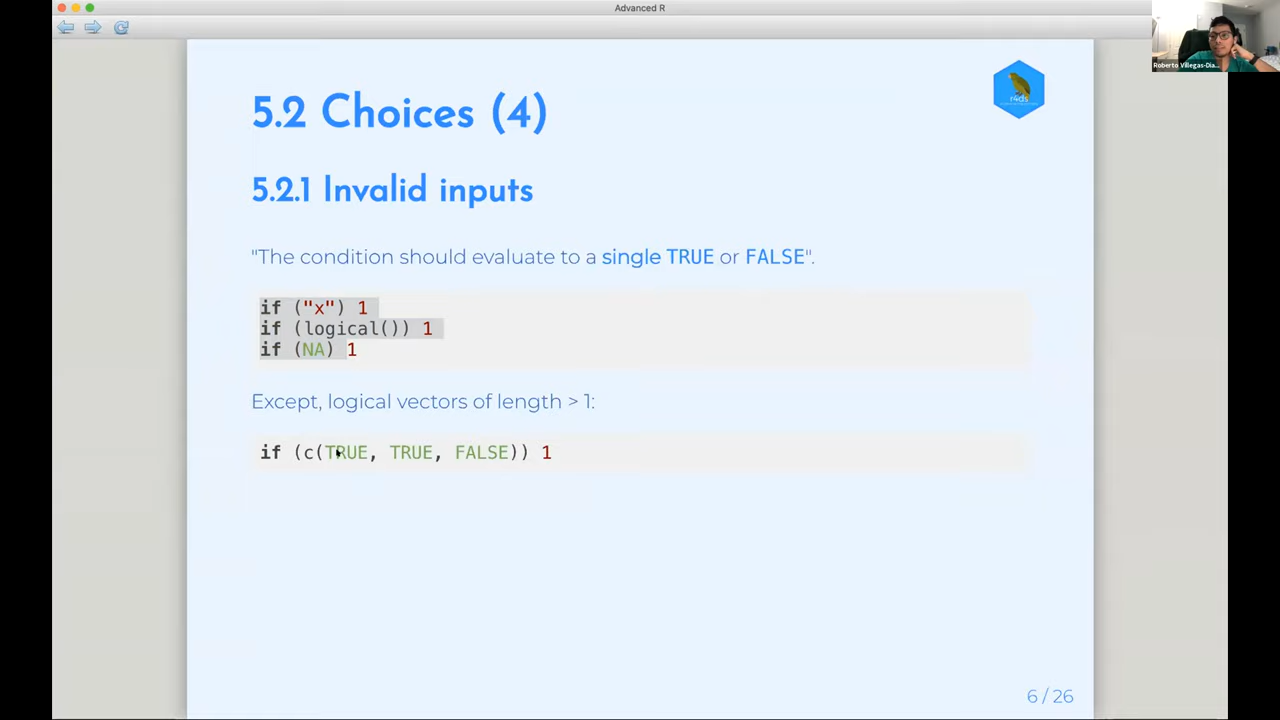 Advanced R
Roberto Villegas-Dia...
r4ds
5.2 Choices (4)
5.2.1 Invalid inputs
"The condition should evaluate to a single TRUE or FALSE".
if ("x") 1
if (logical()) 1
if (NA) 1
Except, logical vectors of length > 1:
if (c(TRUE, TRUE, FALSE)) 1
6 / 26